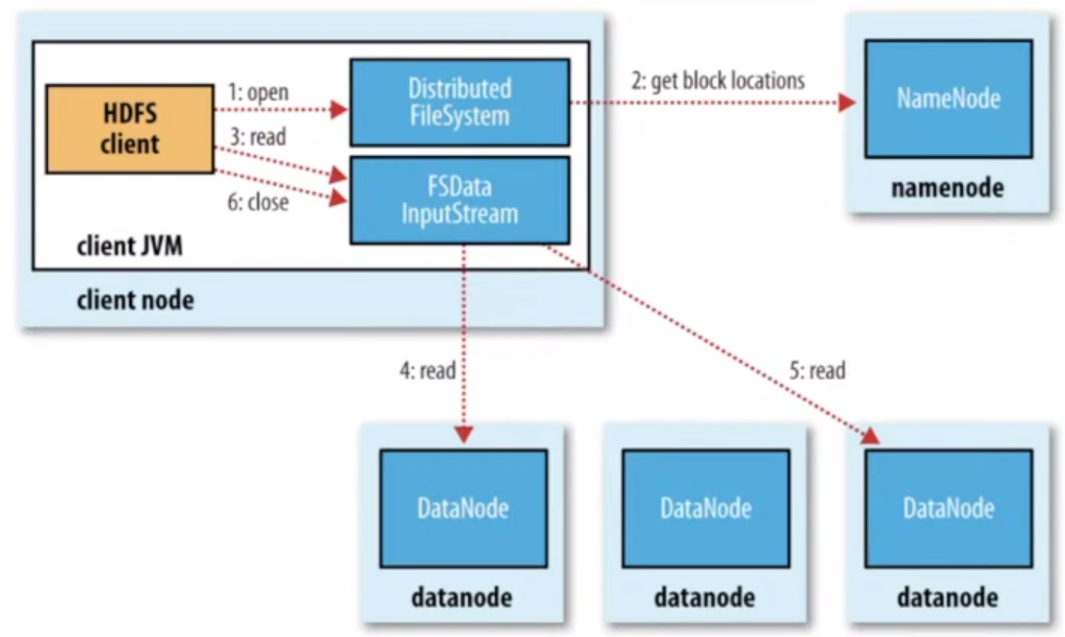 HDFS
client
1: open
3: read
6: close
Distributed
FileSystem
FSData
InputStream
client JVM
client node
2: get block locations
NameNode
namenode
4: read
5: read
DataNode
datanode
DataNode
datanode
DataNode
datanode